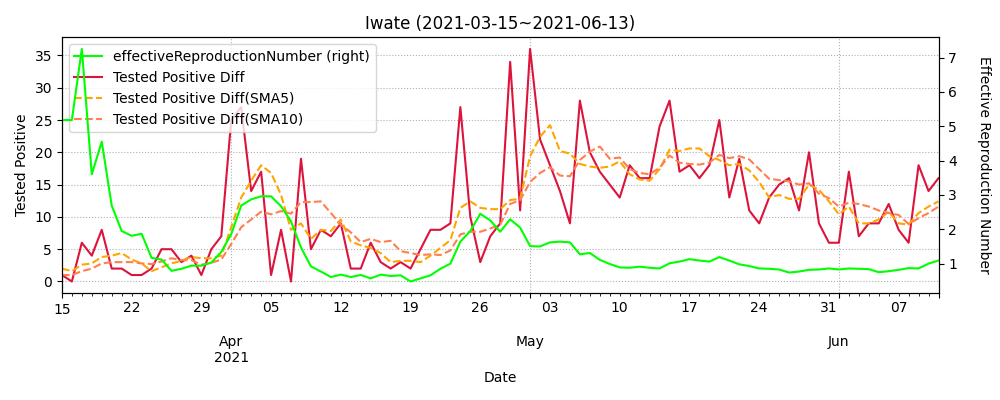 Iwate (2021-03-15~2021-06-13)
effectiveReproductionNumber (right)
Tested Positive Diff
Tested Positive Diff(SMA5)
Tested Positive Diff(SMA10)
35
30
25
20
15
10
5
0
Tested Positive
7
6
5
4
3
2
1
Effective Reproduction Number
15 22 29 05 12 19 26 03 10 17 24 31 07
Apr May Jun
2021
Date